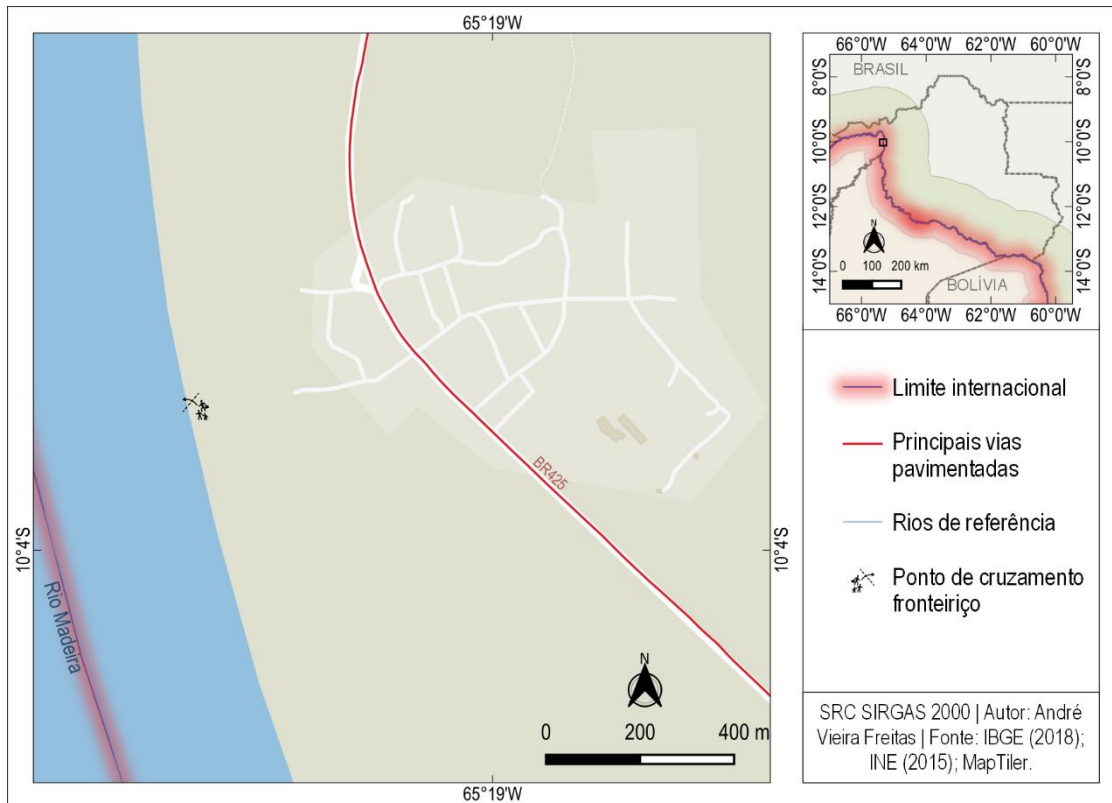 65°19'W
10°4'S
10°4'S
BR425
Rio Madeira
N
0 200 400 m
65°19'W
66°0'W 64°0'W 62°0'W 60°0'W
8°0'S
10°0'S
12°0'S
14°0'S
8°0'S
10°0'S
12°0'S
14°0'S
BRASIL
N
0 100 200 km
BOLÍVIA
66°0'W 64°0'W 62°0'W 60°0'W
Limite internacional
Principais vias
pavimentadas
Rios de referência
Ponto de cruzamento
fronteiriço
SRC SIRGAS 2000 | Autor: André
Vieira Freitas | Fonte: IBGE (2018);
INE (2015); MapTiler.